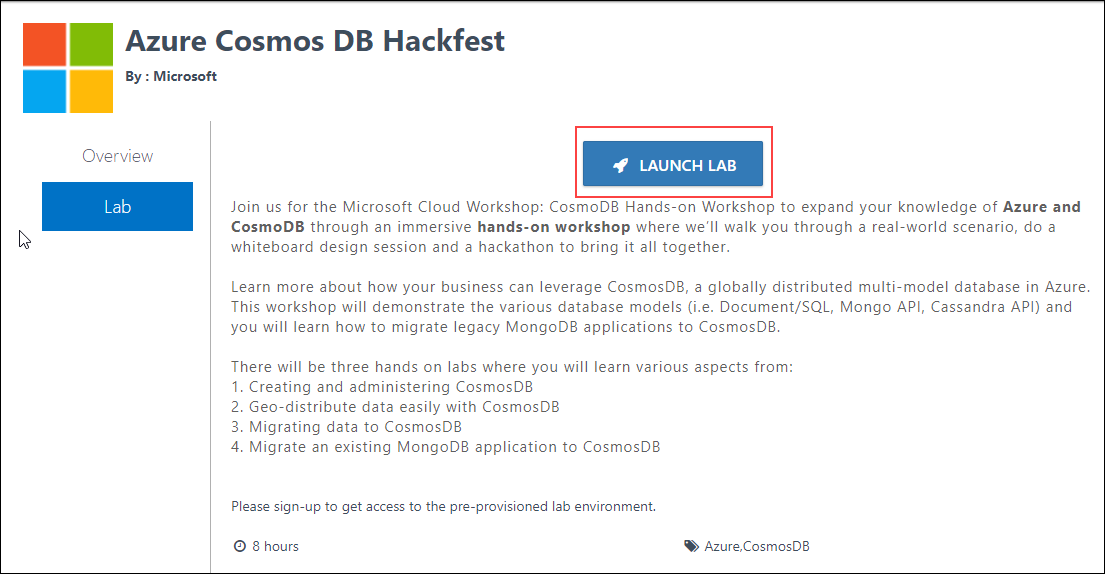 Azure Cosmos DB Hackfest
By : Microsoft
Overview
Lab
LAUNCH LAB
Join us for the Microsoft Cloud Workshop: CosmoDB Hands-on Workshop to expand your knowledge of Azure and
CosmoDB through an immersive hands-on workshop where we'll walk you through a real-world scenario, do a
whiteboard design session and a hackathon to bring it all together.
Learn more about how your business can leverage CosmosDB, a globally distributed multi-model database in Azure.
This workshop will demonstrate the various database models (i.e. Document/SQL, Mongo API, Cassandra API) and
you will learn how to migrate legacy MongoDB applications to CosmosDB.
There will be three hands on labs where you will learn various aspects from:
1. Creating and administering CosmosDB
2. Geo-distribute data easily with CosmosDB
3. Migrating data to CosmosDB
4. Migrate an existing MongoDB application to CosmosDB
Please sign-up to get access to the pre-provisioned lab environment.
8 hours
Azure,CosmosDB